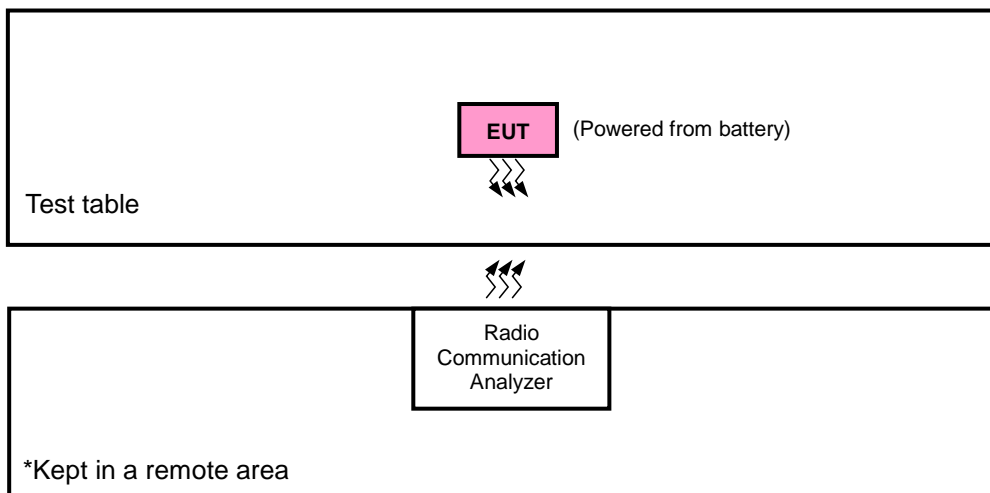 EUT
(Powered from battery)
Test table
Radio
Communication
Analyzer
*Kept in a remote area